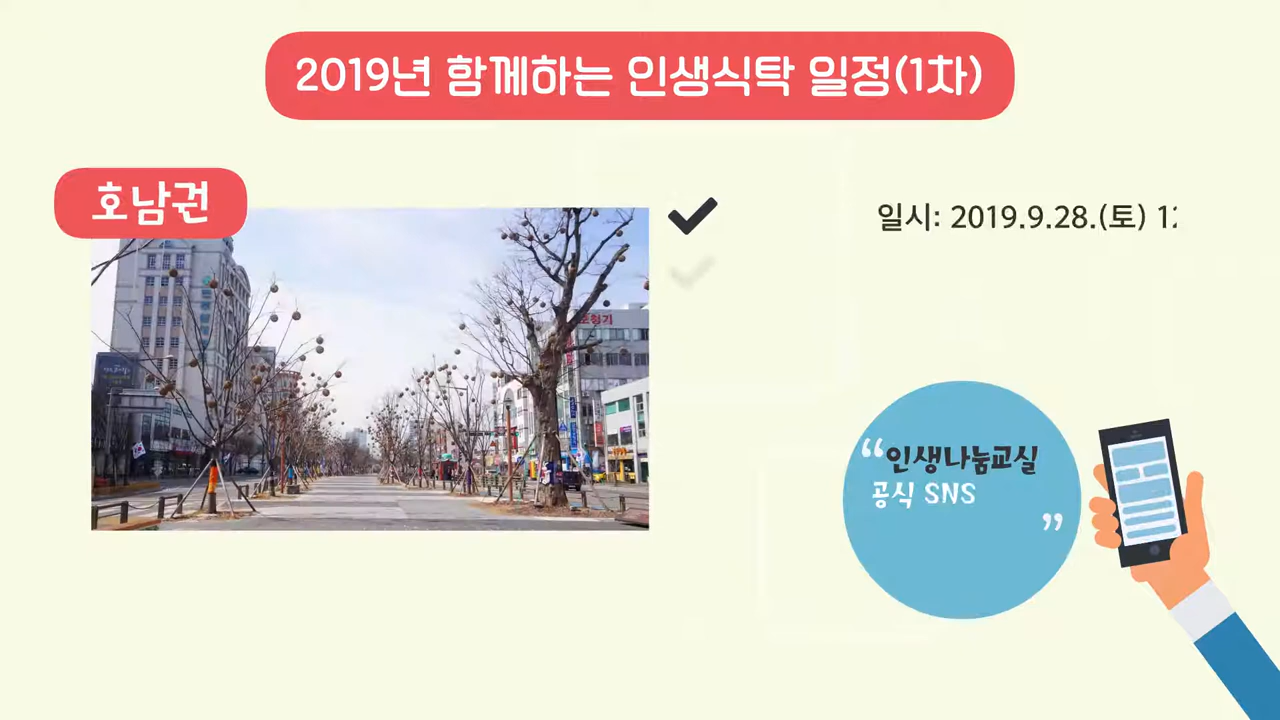 2019년 함께하는 인생식탁 일정(1차)
호남권
일시: 2019.9.28.(토)
“인생나눔교실
공식 SNS
”